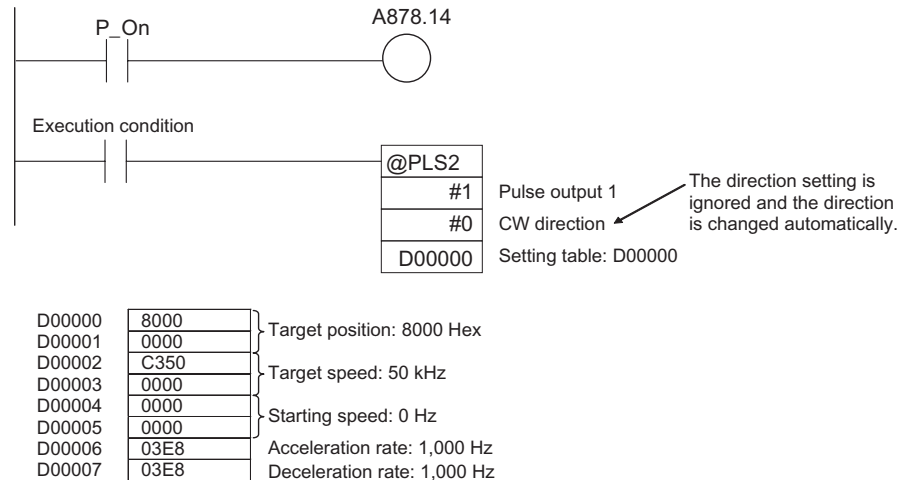 P_On
A878.14
Execution condition
@PLS2
#1 Pulse output 1
#0 CW direction
D00000 Setting table: D00000
The direction setting is
ignored and the direction
is changed automatically.
D00000 8000
D00001 0000
Target position: 8000 Hex
D00002 C350
D00003 0000
Target speed: 50 kHz
D00004 0000
D00005 0000
Starting speed: 0 Hz
D00006 03E8 Acceleration rate: 1,000 Hz
D00007 03E8 Deceleration rate: 1,000 Hz